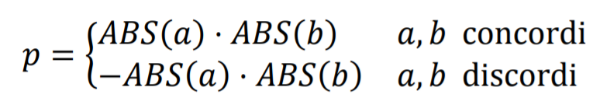 p = { ABS(a) · ABS(b) a, b concordi
−ABS(a) · ABS(b) a, b discordi